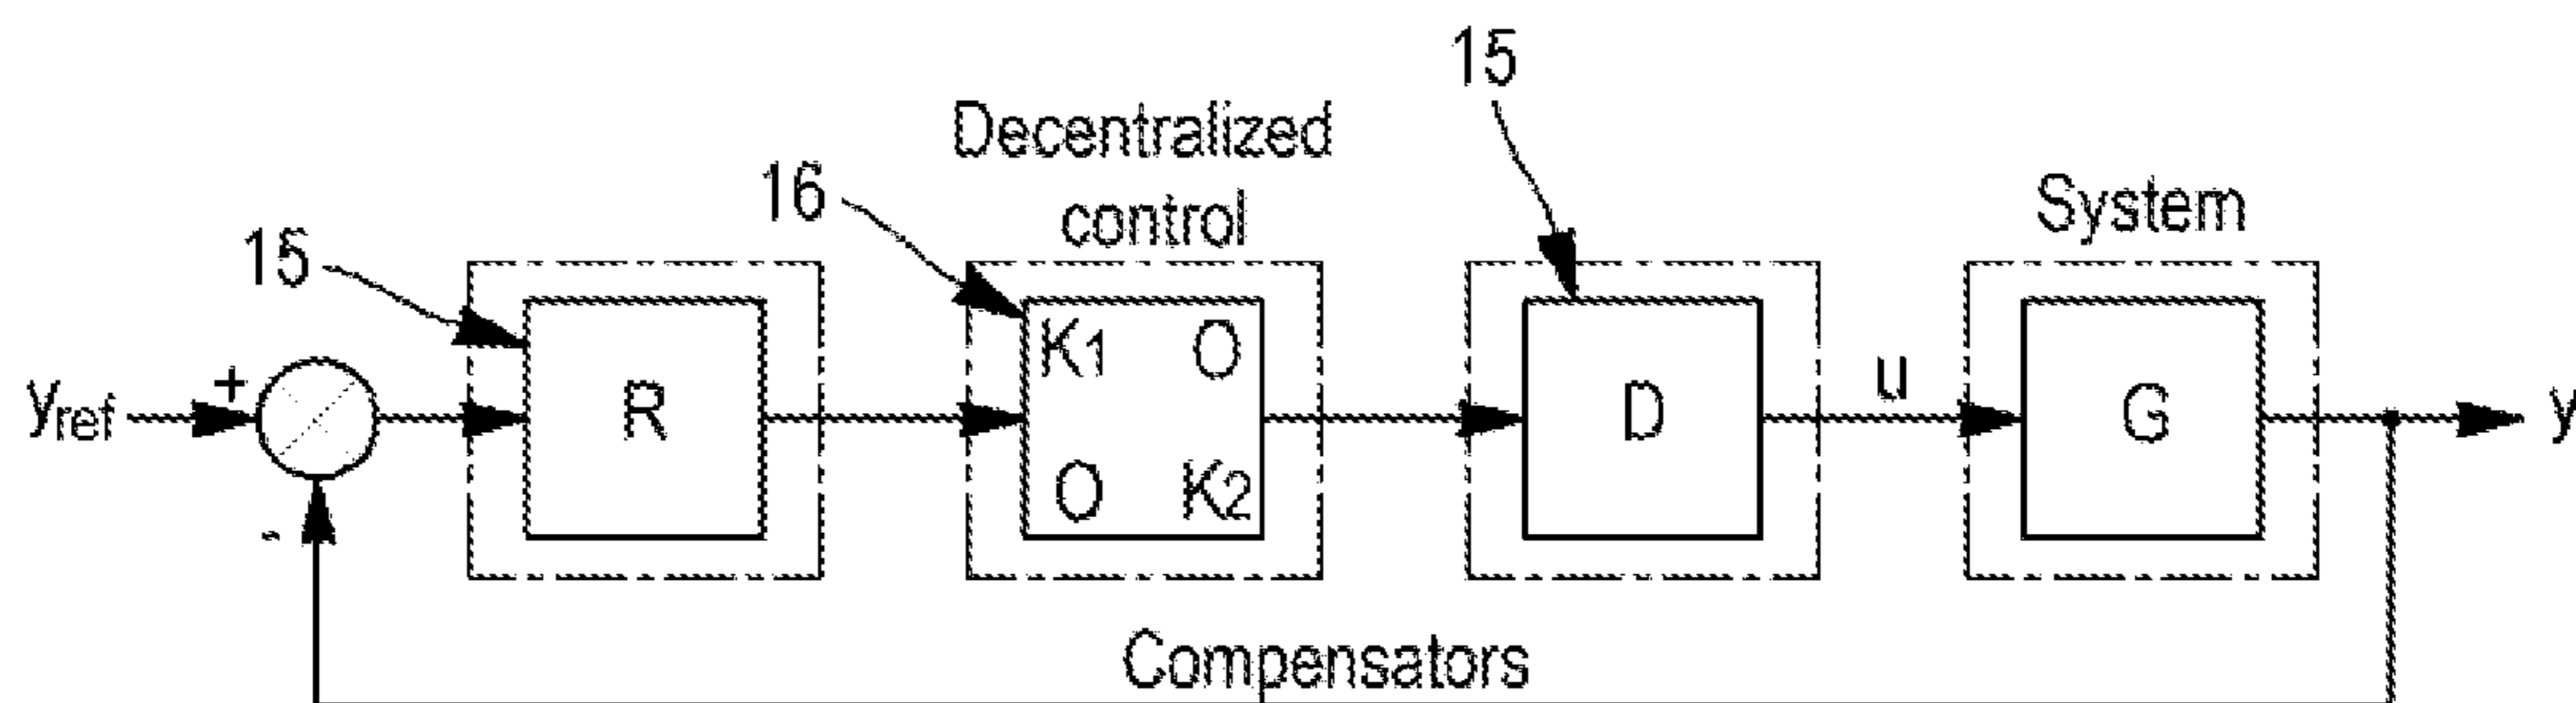 15
Decentralized
control
16
System
15
K1 O
O K2
yref
+
-
R
D
u
G
y
Compensators